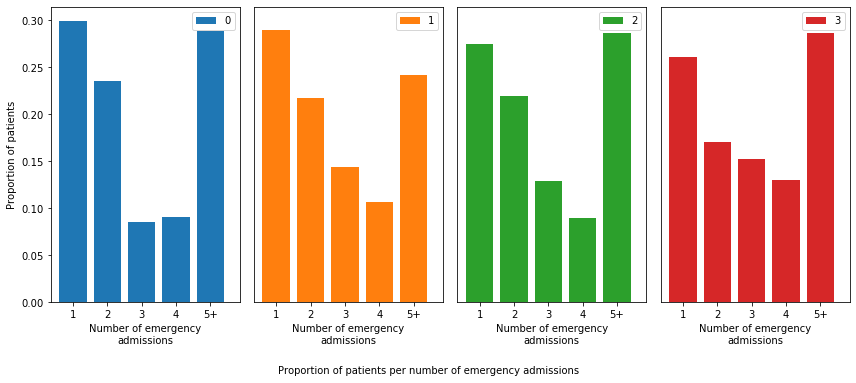 Proportion of patients
0.30
0.25
0.20
0.15
0.10
0.05
0.00
0
1
2
3
1 2 3 4 5+
Number of emergency
admissions
1 2 3 4 5+
Number of emergency
admissions
1 2 3 4 5+
Number of emergency
admissions
1 2 3 4 5+
Number of emergency
admissions
Proportion of patients per number of emergency admissions